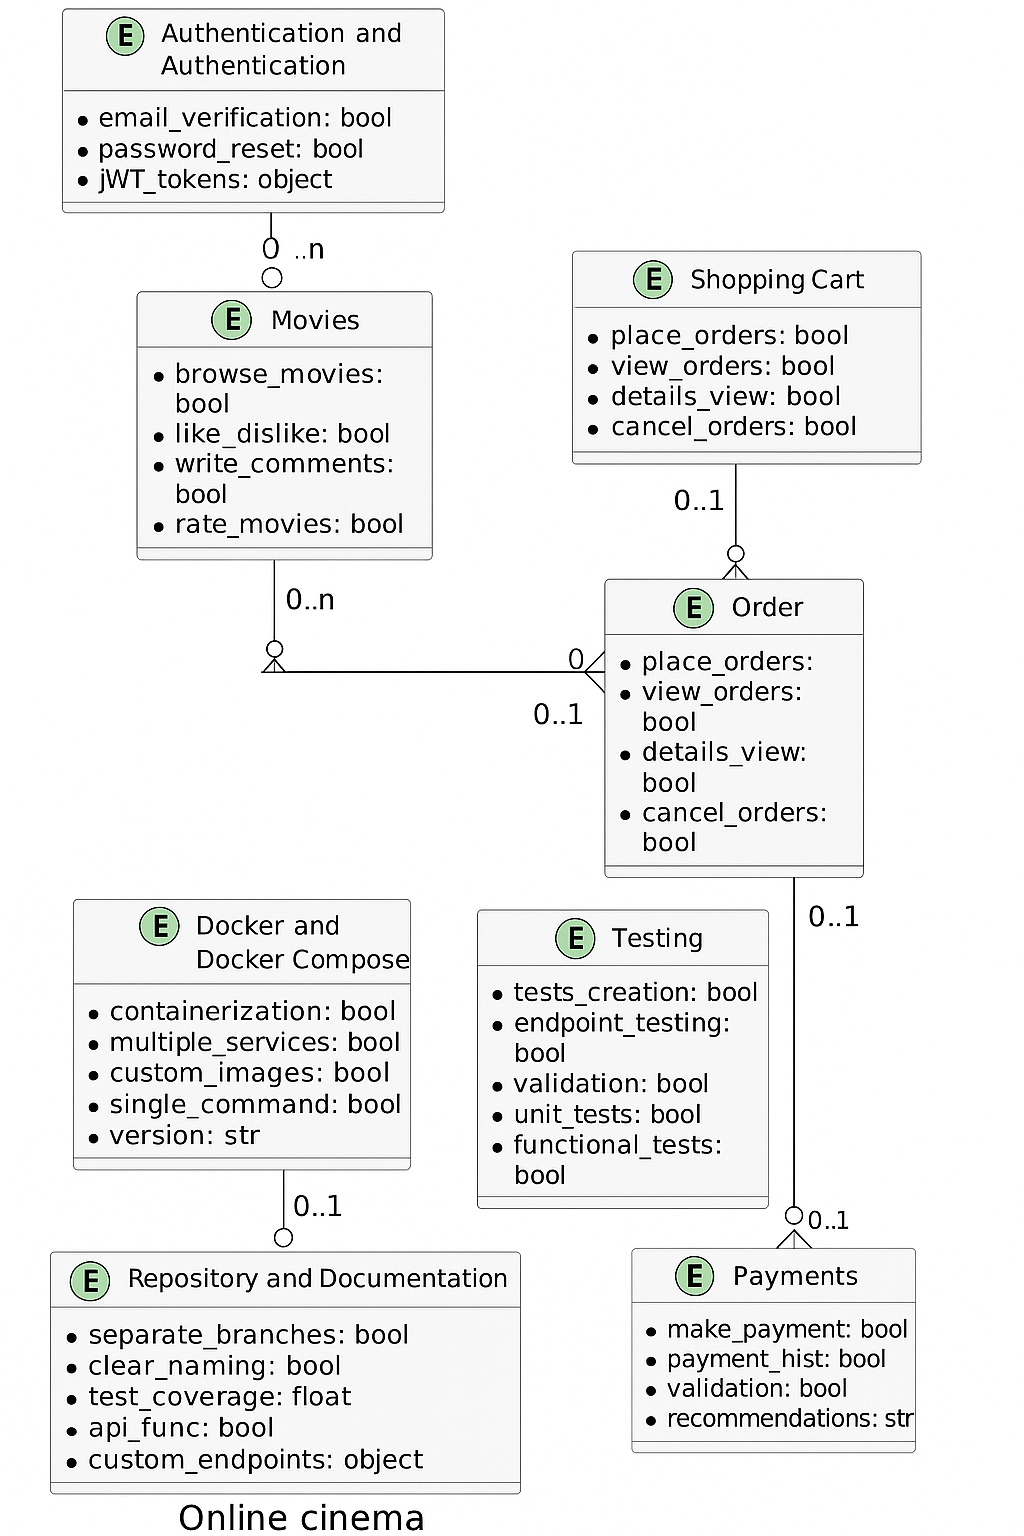 E Authentication and
Authentication
• email_verification: bool
• password_reset: bool
• jWT_tokens: object
0 ..n
E Movies
• browse_movies:
bool
• like_dislike: bool
• write_comments:
bool
• rate_movies: bool
0..n
E Shopping Cart
• place_orders: bool
• view_orders: bool
• details_view: bool
• cancel_orders: bool
0..1
0
0..1
E Order
• place_orders:
• view_orders:
bool
• details_view:
bool
• cancel_orders:
bool
0..1
E Docker and
Docker Compose
• containerization: bool
• multiple_services: bool
• custom_images: bool
• single_command: bool
• version: str
0..1
E Testing
• tests_creation: bool
• endpoint_testing:
bool
• validation: bool
• unit_tests: bool
• functional_tests:
bool
0..1
E Repository and Documentation
• separate_branches: bool
• clear_naming: bool
• test_coverage: float
• api_func: bool
• custom_endpoints: object
E Payments
• make_payment: bool
• payment_hist: bool
• validation: bool
• recommendations: str
Online cinema